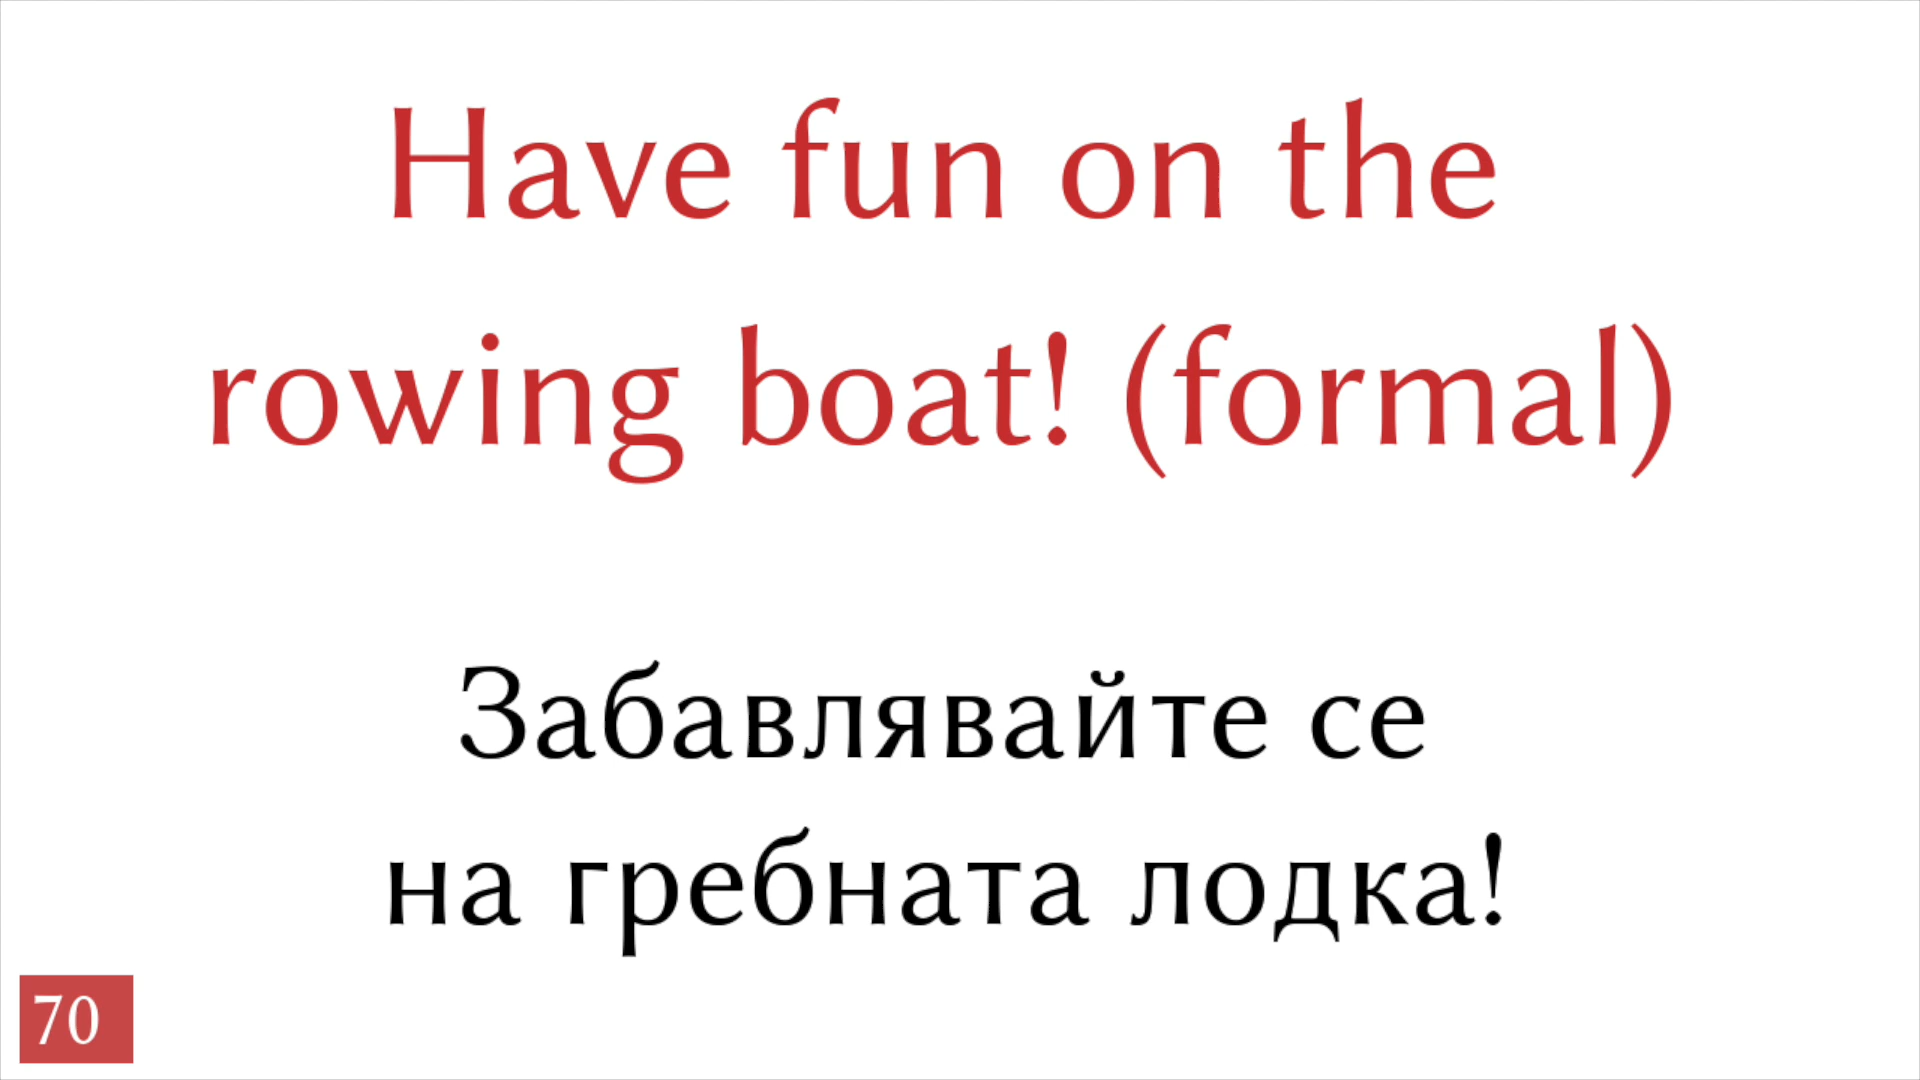 Have fun on the
rowing boat! (formal)
Забавлявайте се
на гребната лодка!
70